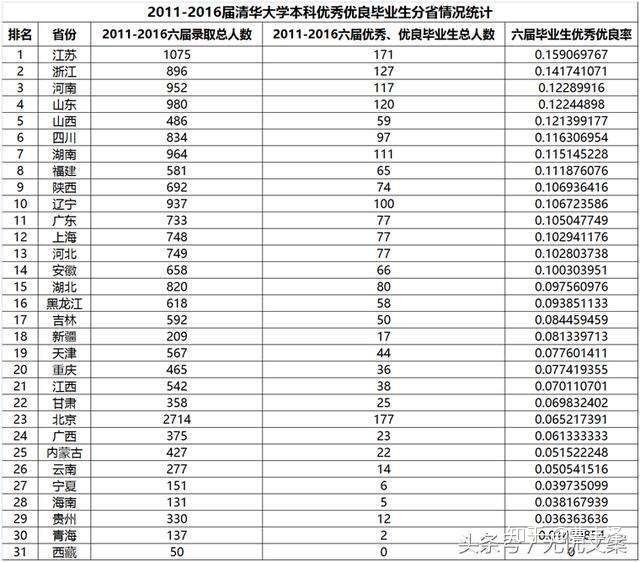 2011-2016届清华大学本科优秀优良毕业生分省情况统计
排名 省份 2011-2016六届录取总人数 2011-2016六届优秀、优良毕业生总人数 六届毕业生优秀优良率
1 江苏 1075 171 0.159069767
2 浙江 896 127 0.141741071
3 河南 952 117 0.12289916
4 山东 980 120 0.12244898
5 山西 486 59 0.121399177
6 四川 834 97 0.116306954
7 湖南 964 111 0.115145228
8 福建 581 65 0.111876076
9 陕西 692 74 0.106936416
10 辽宁 937 100 0.106723586
11 广东 733 77 0.105047749
12 上海 748 77 0.102941176
13 河北 749 77 0.102803738
14 安徽 658 66 0.100303951
15 湖北 820 80 0.097560976
16 黑龙江 618 58 0.093851133
17 吉林 592 50 0.084459459
18 新疆 209 17 0.081339713
19 天津 567 44 0.077601411
20 重庆 465 36 0.077419355
21 江西 542 38 0.070110701
22 甘肃 358 25 0.069832402
23 北京 2714 177 0.065217391
24 广西 375 23 0.061333333
25 内蒙古 427 22 0.051522248
26 云南 277 14 0.050541516
27 宁夏 151 6 0.039735099
28 海南 131 5 0.038167939
29 贵州 330 12 0.036363636
30 青海 137 2
31 西藏 50 0 0
知乎
头条号/无忧文案